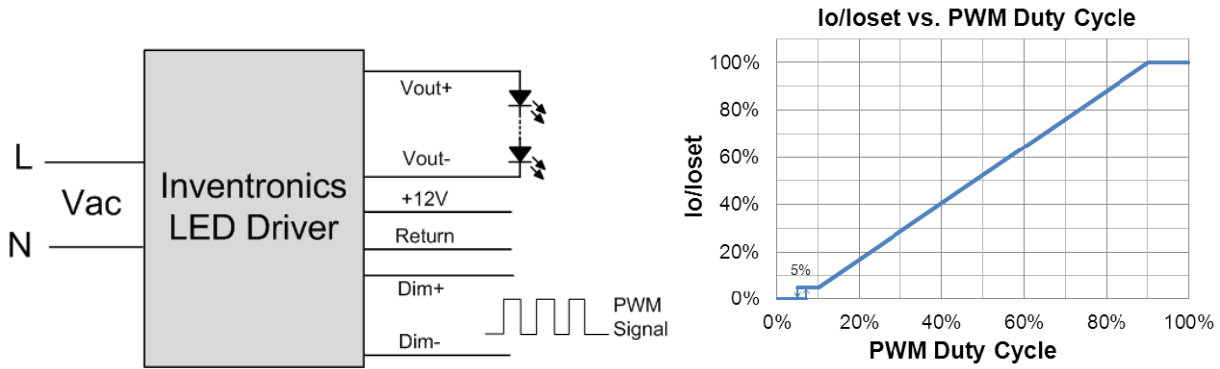 L
Vac
N
Inventronics
LED Driver
Vout+
Vout-
+12V
Return
Dim+
Dim-
PWM
Signal
Io/Ioset vs. PWM Duty Cycle
Io/Ioset
100%
80%
60%
40%
20%
0%
5%
0% 20% 40% 60% 80% 100%
PWM Duty Cycle